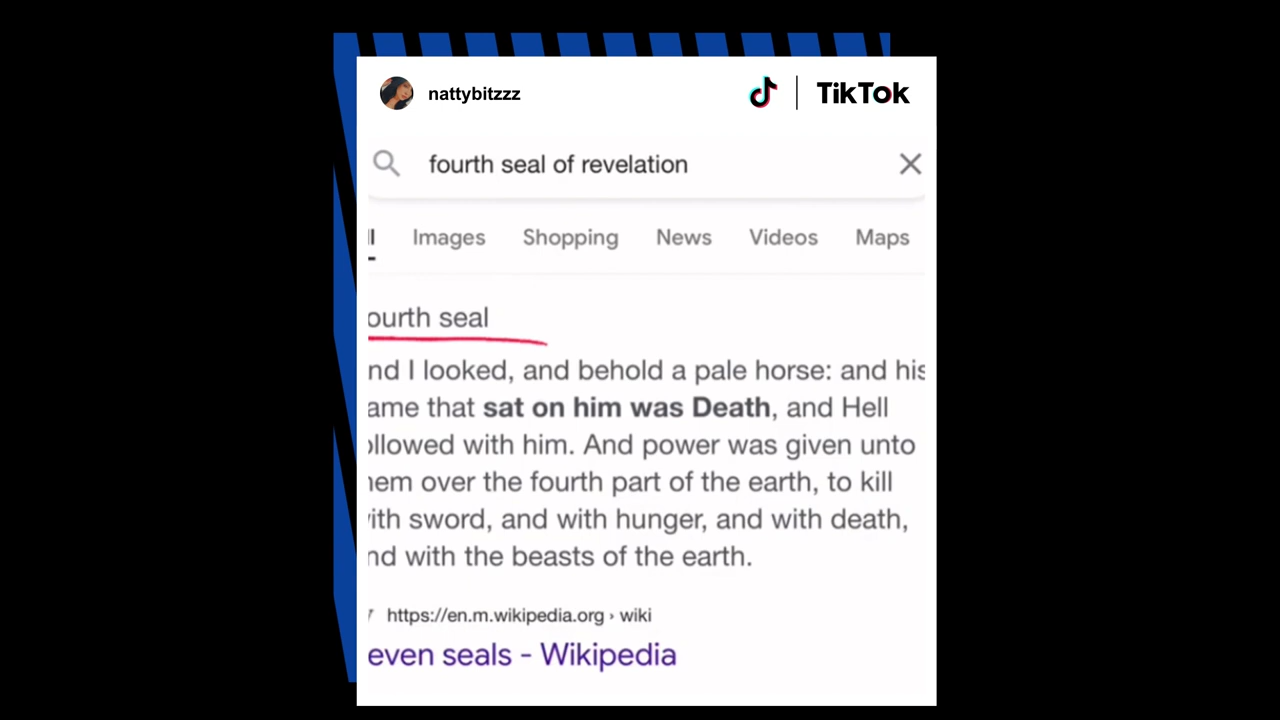 nattybitzzz
TikTok
fourth seal of revelation
ll Images Shopping News Videos Maps
ourth seal
nd I looked, and behold a pale horse: and his
ame that sat on him was Death, and Hell
ollowed with him. And power was given unto
hem over the fourth part of the earth, to kill
ith sword, and with hunger, and with death,
nd with the beasts of the earth.
https://en.m.wikipedia.org › wiki
even seals - Wikipedia